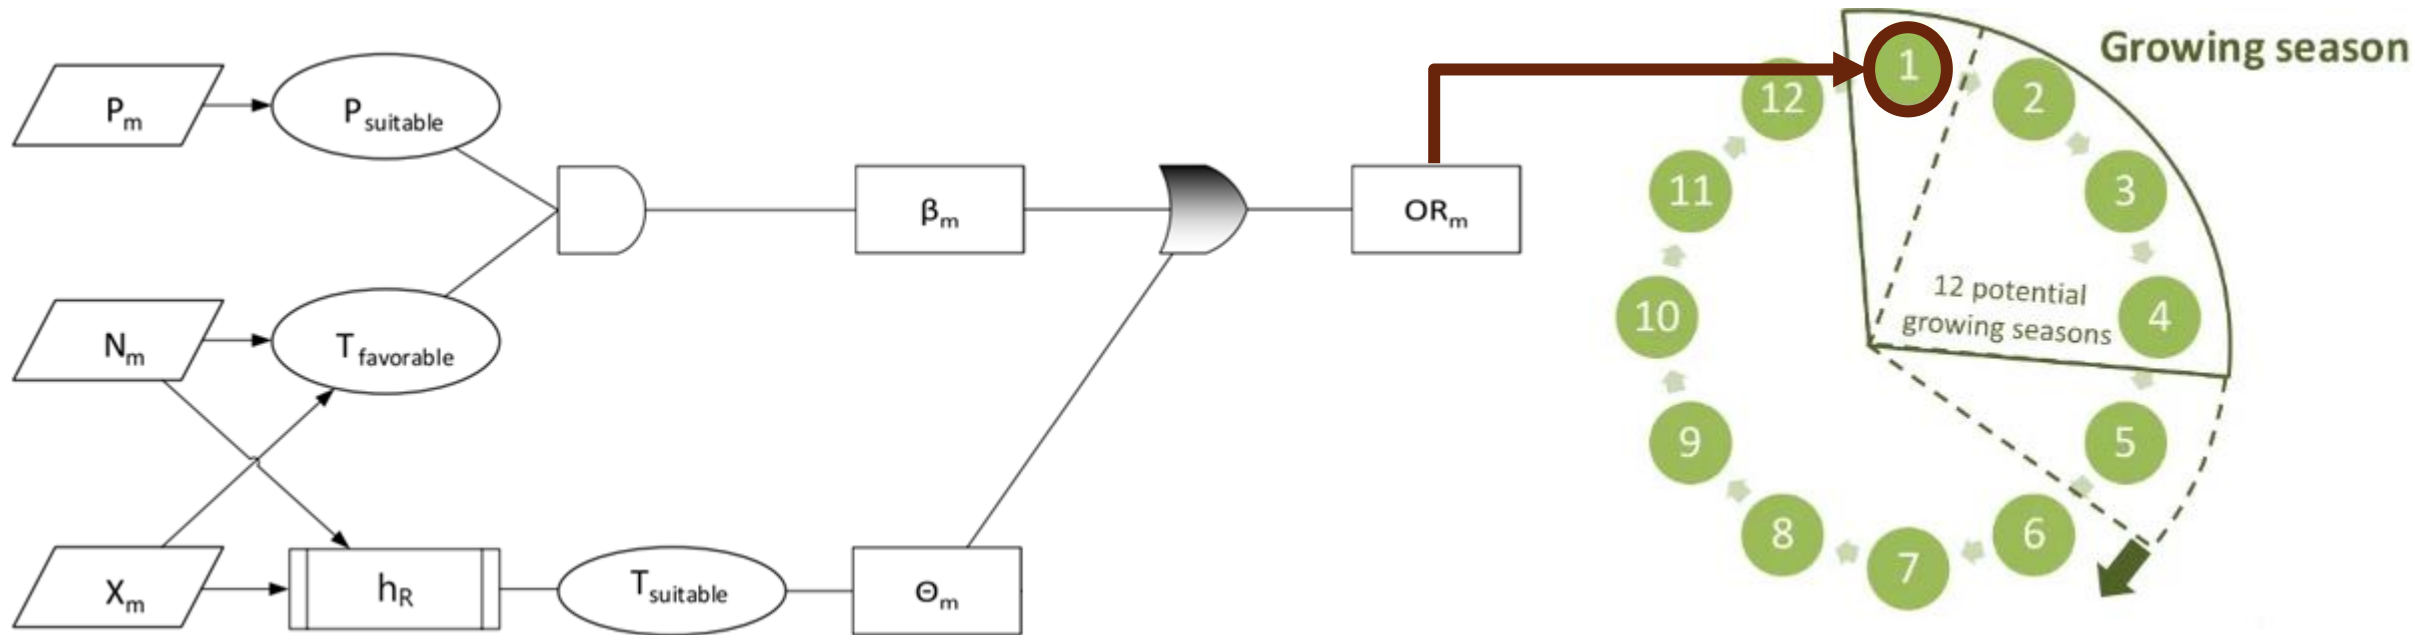 Pm
Psuitable
Nm
Tfavorable
Xm
hR
Tsuitable
βm
Θm
ORm
Growing season
1
2
3
4
5
6
7
8
9
10
11
12
12 potential
growing seasons